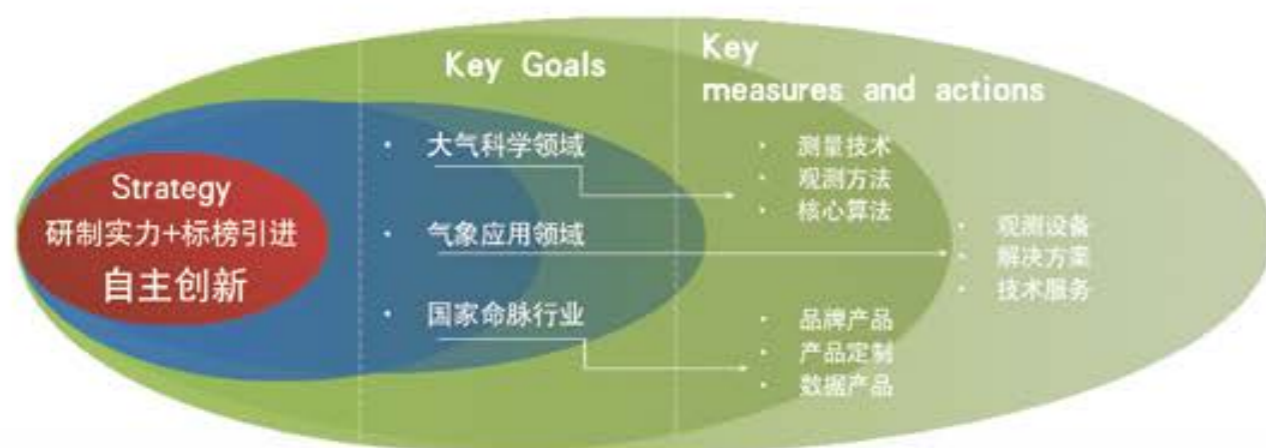 Strategy
研制实力+标榜引进
自主创新
Key Goals
大气科学领域
气象应用领域
国家命脉行业
Key
measures and actions
测量技术
观测方法
核心算法
观测设备
解决方案
技术服务
品牌产品
产品定制
数据产品